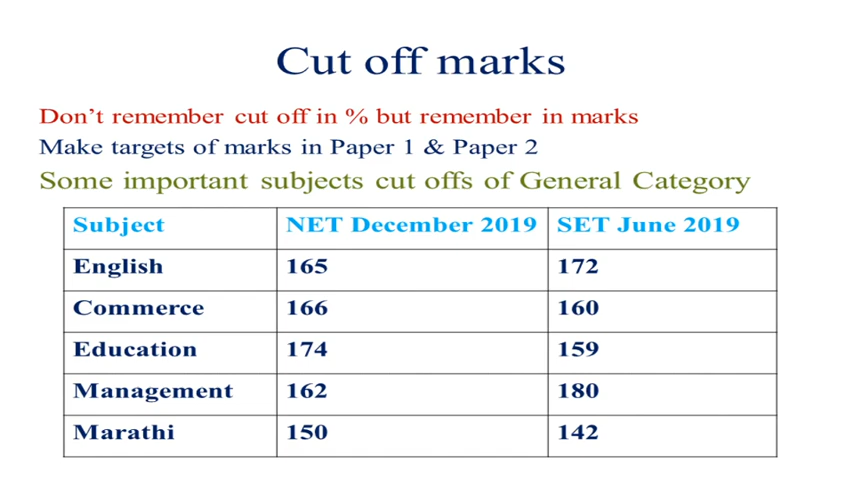 Cut off marks
Don't remember cut off in % but remember in marks
Make targets of marks in Paper 1 & Paper 2
Some important subjects cut offs of General Category
Subject NET December 2019 SET June 2019
English 165 172
Commerce 166 160
Education 174 159
Management 162 180
Marathi 150 142